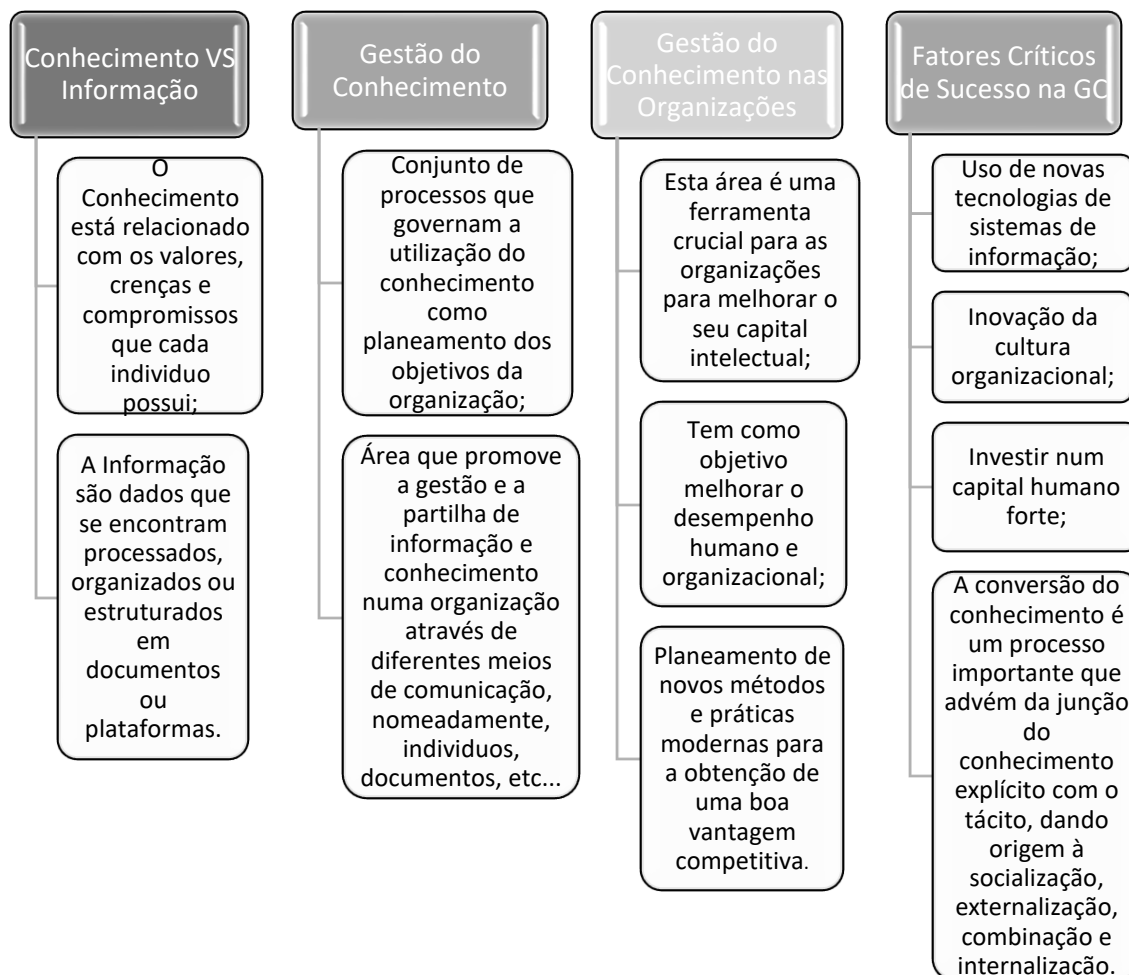 Conhecimento VS
Informação
O
Conhecimento
está relacionado
com os valores,
crenças e
compromissos
que cada
individuo
possui;
A Informação
são dados que
se encontram
processados,
organizados ou
estruturados
em
documentos
ou
plataformas.
Gestão do
Conhecimento
Conjunto de
processos que
governam a
utilização do
conhecimento
como
planeamento dos
objetivos da
organização;
Área que promove
a gestão e a
partilha de
informação e
conhecimento
numa organização
através de
diferentes meios
de comunicação,
nomeadamente,
individuos,
documentos, etc...
Gestão do
Conhecimento nas
Organizações
Esta área é uma
ferramenta
crucial para as
organizações
para melhorar o
seu capital
intelectual;
Tem como
objetivo
melhorar o
desempenho
humano e
organizacional;
Planeamento de
novos métodos
e práticas
modernas para
a obtenção de
uma boa
vantagem
competitiva.
Fatores Críticos
de Sucesso na GC
Uso de novas
tecnologias de
sistemas de
informação;
Inovação da
cultura
organizacional;
Investir num
capital humano
forte;
A conversão do
conhecimento é
um processo
importante que
advém da junção
do
conhecimento
explícito com o
tácito, dando
origem à
socialização,
externalização,
combinação e
internalização.